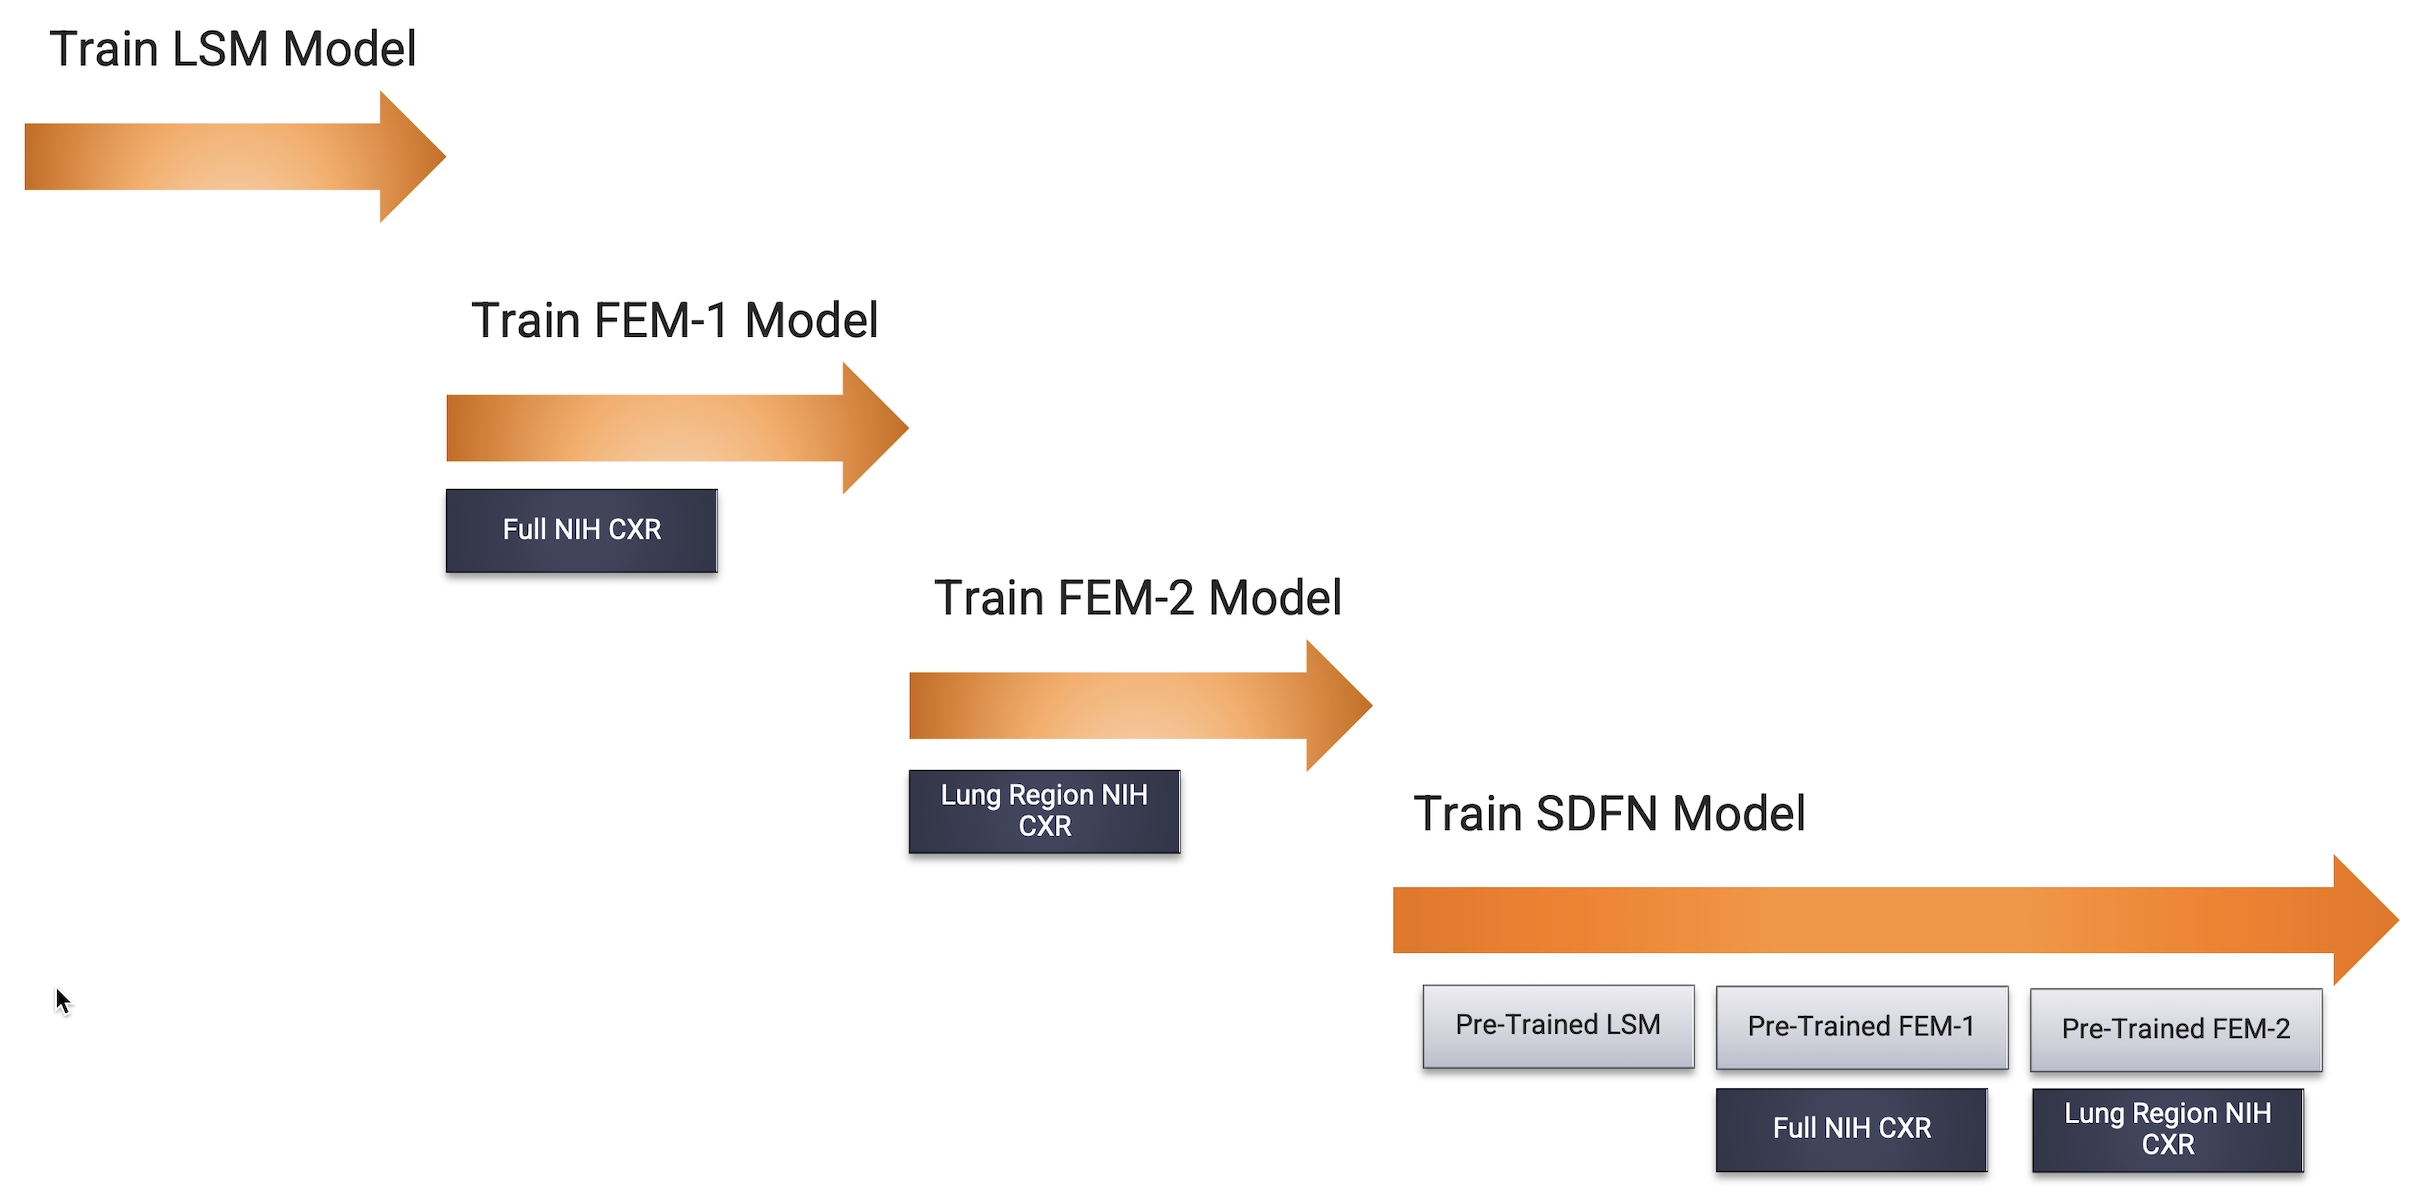 Train LSM Model
Train FEM-1 Model
Full NIH CXR
Train FEM-2 Model
Lung Region NIH
CXR
Train SDFN Model
Pre-Trained LSM
Pre-Trained FEM-1
Pre-Trained FEM-2
Full NIH CXR
Lung Region NIH
CXR